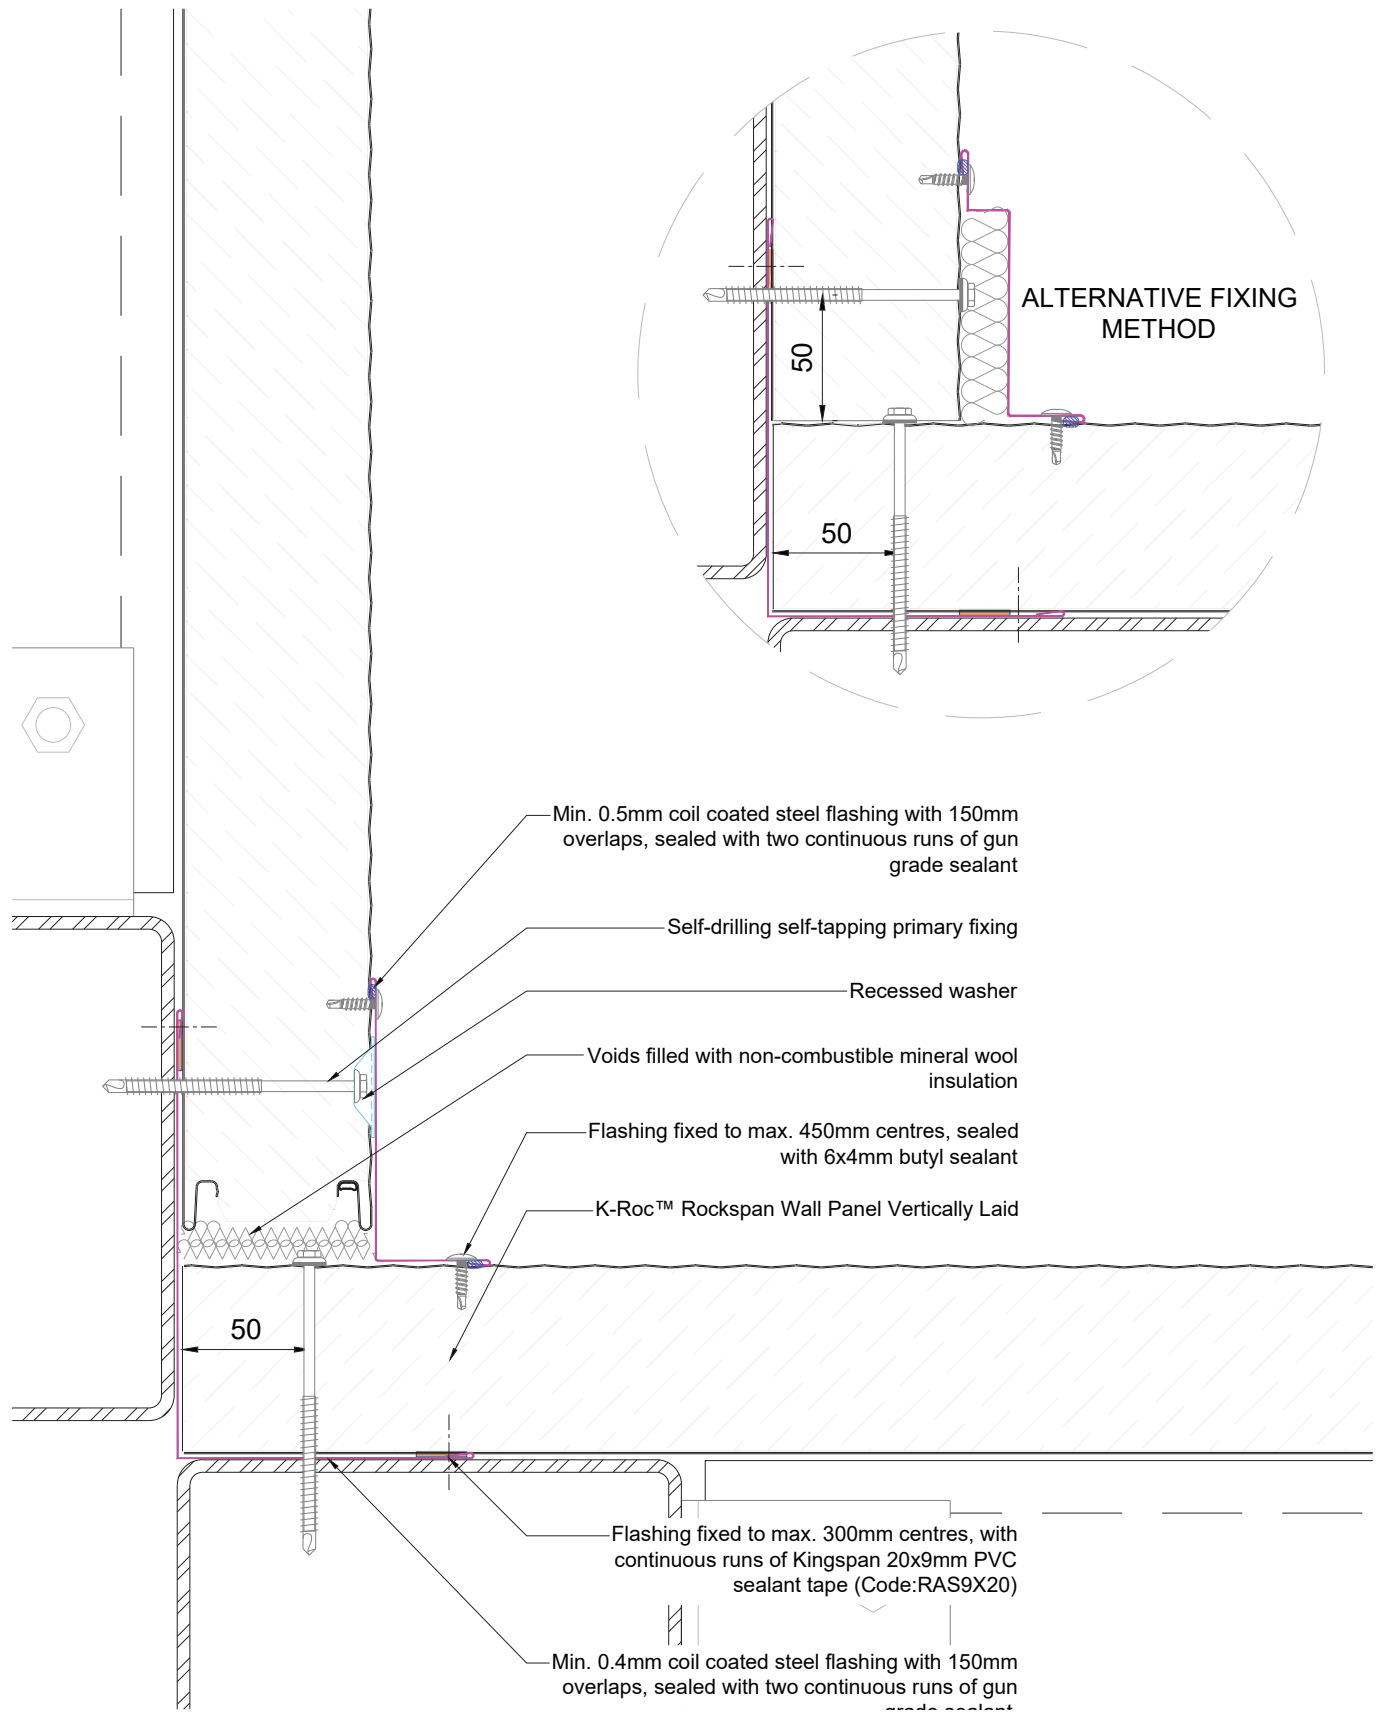 ALTERNATIVE FIXING
METHOD
50
50
Min. 0.5mm coil coated steel flashing with 150mm
overlaps, sealed with two continuous runs of gun
grade sealant
Self-drilling self-tapping primary fixing
Recessed washer
Voids filled with non-combustible mineral wool
insulation
Flashing fixed to max. 450mm centres, sealed
with 6x4mm butyl sealant
K-Roc™ Rockspan Wall Panel Vertically Laid
50
Flashing fixed to max. 300mm centres, with
continuous runs of Kingspan 20x9mm PVC
sealant tape (Code:RAS9X20)
Min. 0.4mm coil coated steel flashing with 150mm
overlaps, sealed with two continuous runs of gun
grade sealant